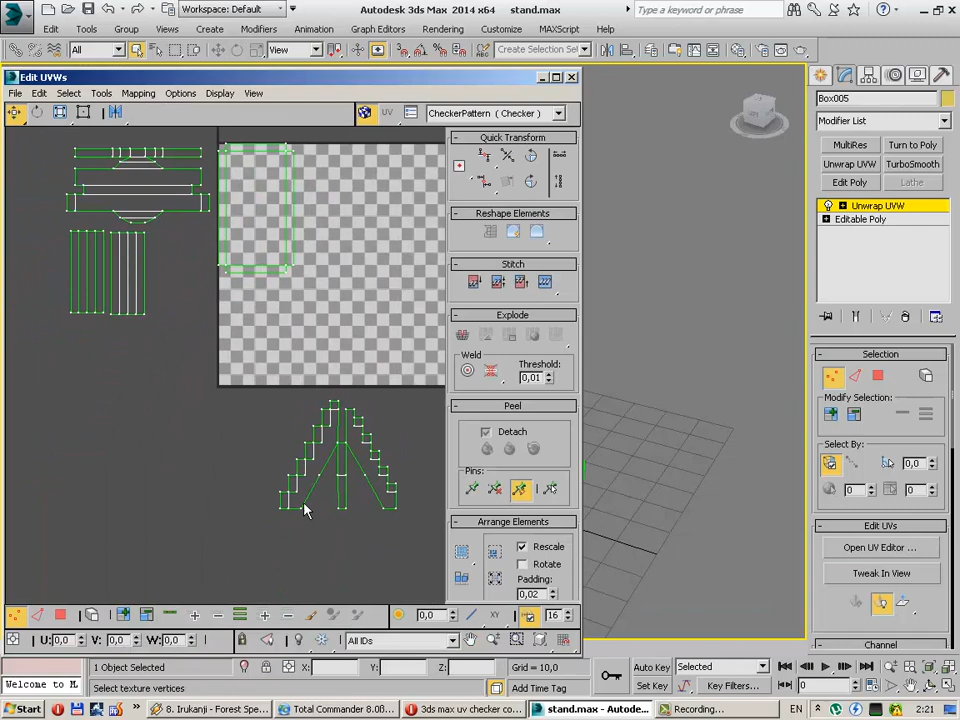 Workspace: Default
Autodesk 3ds Max 2014 x64
stand.max
Type a keyword or phrase
Edit Tools Group Views Create Modifiers Animation Graph Editors Rendering Customize MAXScript Help
All View Create Selection Se
Edit UVWs
File Edit Select Tools Mapping Options Display View
UV CheckerPattern ( Checker )
Quick Transform
Reshape Elements
Stitch
Explode
Weld
Threshold:
0,01
Peel
Detach
Pins:
Arrange Elements
Rescale
Rotate
Padding:
0,02
0,0 XY 16
U: 0,0 V: 0,0 W: 0,0 All IDs
Box005
Modifier List
MultiRes Turn to Poly
Unwrap UVW TurboSmooth
Edit Poly Lathe
Unwrap UVW
Editable Poly
Selection
Modify Selection:
Select By:
0,0
0 0
Edit UVs
Open UV Editor ...
Tweak In View
Channel
1 Object Selected X: Y: Z: Grid = 10,0
Auto Key Selected
Welcome to M
Select texture vertices
Add Time Tag
Set Key Key Filters...
0
Start
8. Irukanji - Forest Spe...
Total Commander 8.0...
3ds max uv checker co...
stand.max - Autodes...
Recording...
EN
2:21